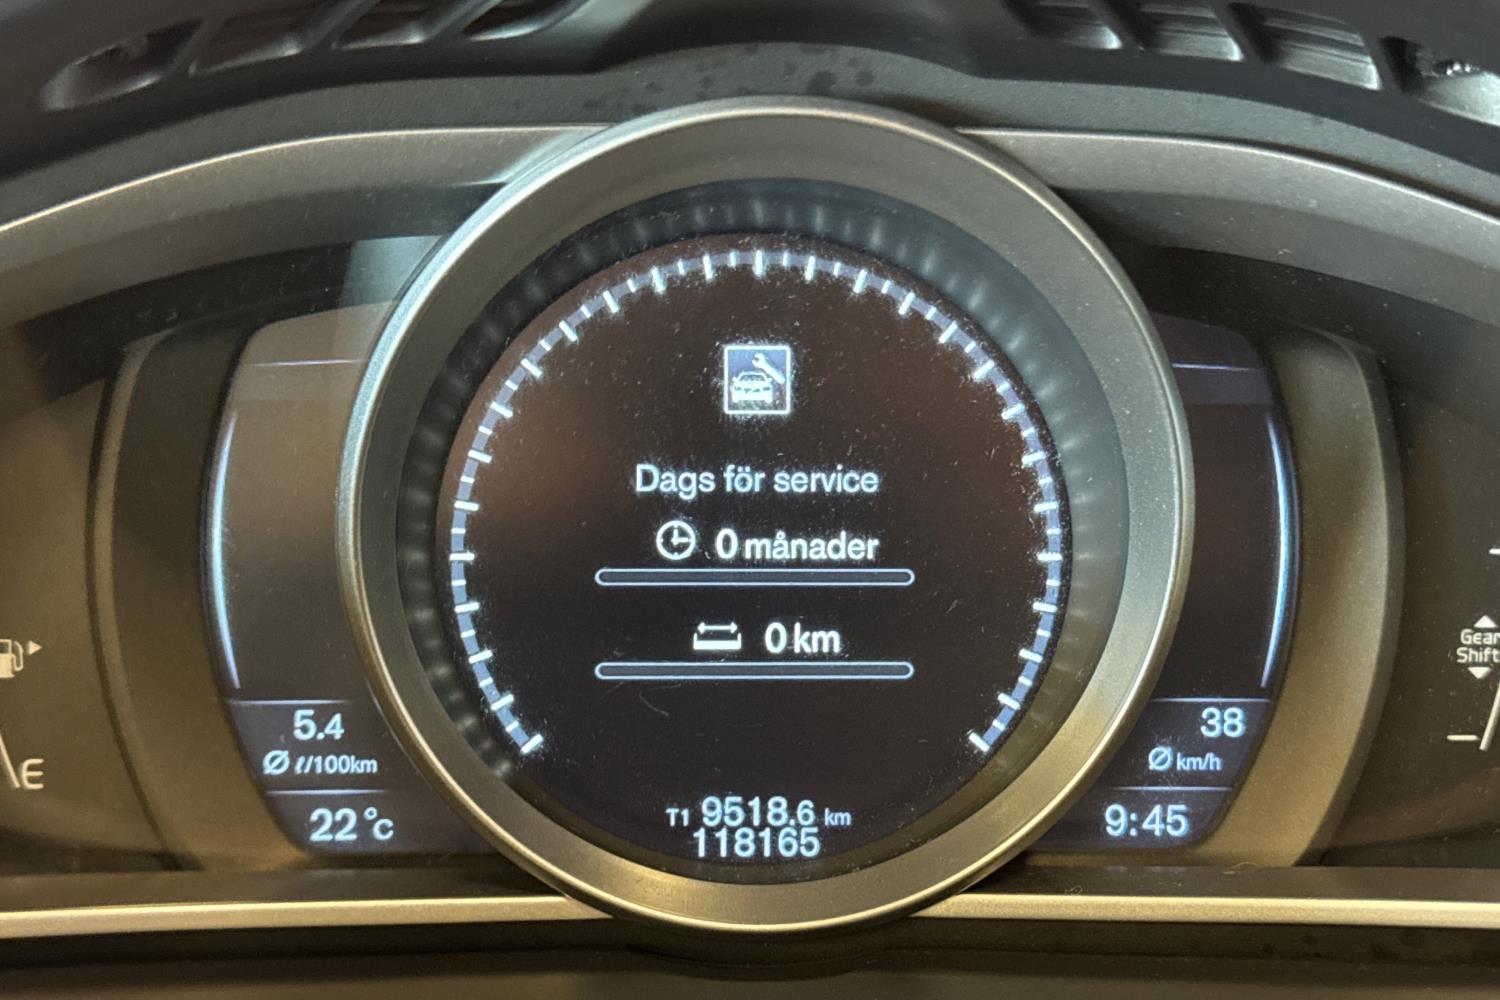 Dags för service
0 månader
0 km
5.4
Ø ℓ/100km
22°c
T1 9518.6 km
118165
38
Ø km/h
9:45
E
Gear
Shift